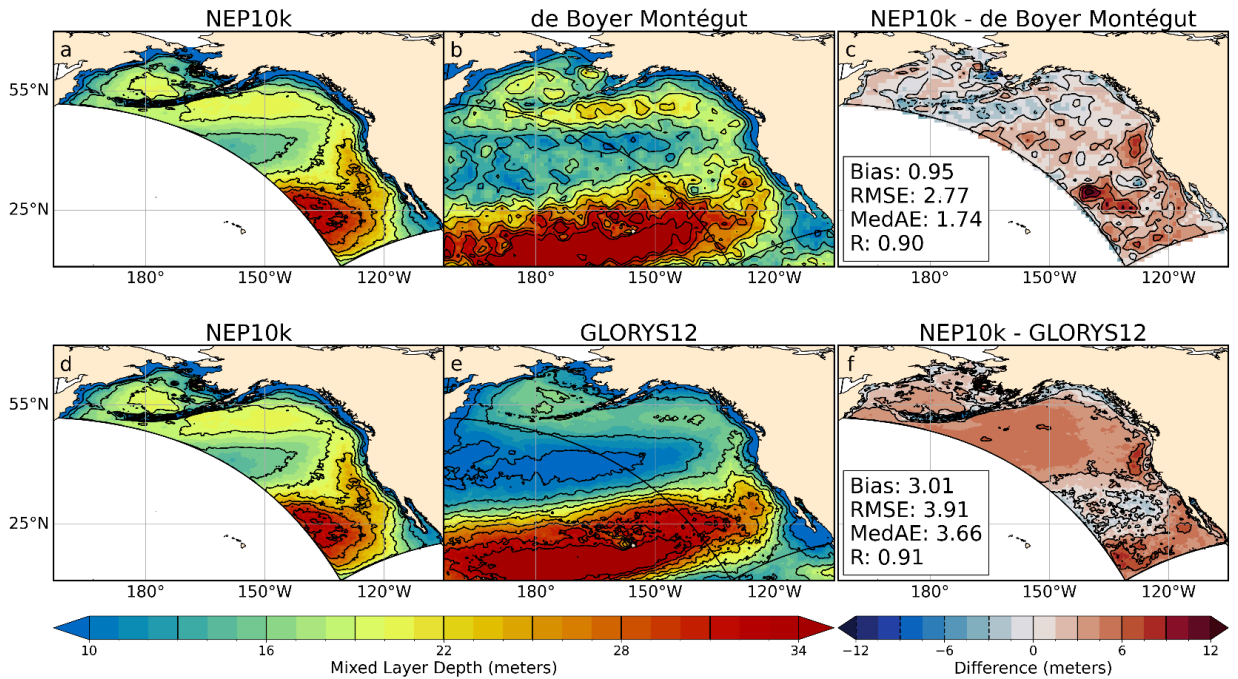 NEP10k
de Boyer Montégut
NEP10k - de Boyer Montégut
a
b
c
55°N
25°N
Bias: 0.95
RMSE: 2.77
MedAE: 1.74
R: 0.90
180°
150°W
120°W
180°
150°W
120°W
180°
150°W
120°W
NEP10k
GLORYS12
NEP10k - GLORYS12
d
e
f
55°N
25°N
Bias: 3.01
RMSE: 3.91
MedAE: 3.66
R: 0.91
180°
150°W
120°W
180°
150°W
120°W
180°
150°W
120°W
10
16
22
28
34
Mixed Layer Depth (meters)
−12
−6
0
6
12
Difference (meters)